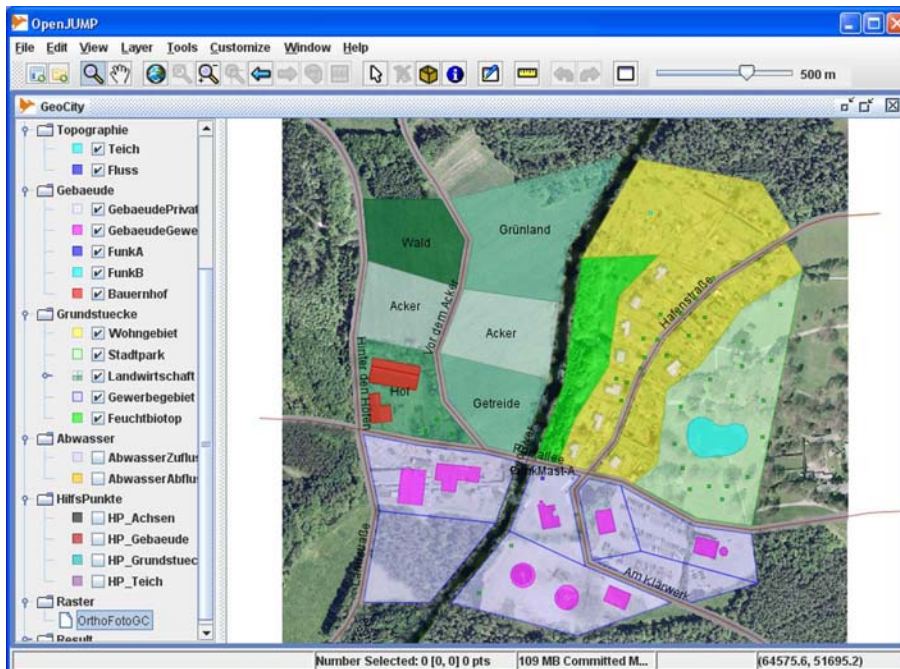 OpenJUMP
File Edit View Layer Tools Customize Window Help
500 m
GeoCity
Topographie
Teich
Fluss
Gebaeude
GebaeudePrivat
GebaeudeGewe
FunkA
FunkB
Bauernhof
Grundstuecke
Wohngebiet
Stadtpark
Landwirtschaft
Gewerbegebiet
Feuchtbiotop
Abwasser
AbwasserZuflus
AbwasserAbflus
HilfsPunkte
HP_Achsen
HP_Gebaeude
HP_Grundstuec
HP_Teich
Raster
OrthoFotoGC
Result
Wald
Grünland
Acker
Acker
Vor dem Acker
Hafenstraße
Hinter den Höfen
Hof
Getreide
Am Klärwerk
Number Selected: 0 [0, 0] 0 pts
109 MB Committed M...
(64575.6, 51695.2)